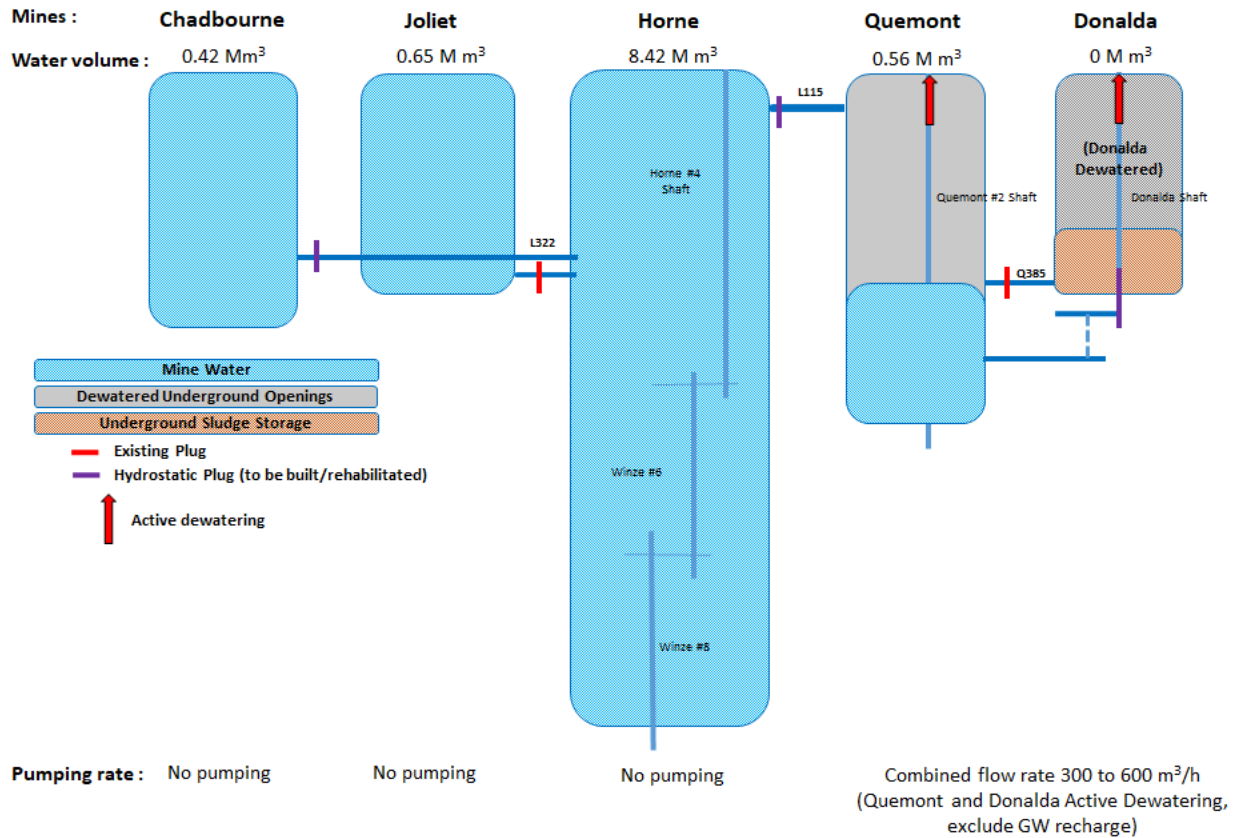 Mines :
Chadbourne
Joliet
Horne
Quemont
Donalda
Water volume :
0.42 Mm³
0.65 M m³
8.42 M m³
0.56 M m³
0 M m³
L115
(Donalda
Dewatered)
Horne #4
Shaft
Quemont #2 Shaft
Donalda Shaft
L322
Q385
Mine Water
Dewatered Underground Openings
Underground Sludge Storage
Existing Plug
Hydrostatic Plug (to be built/rehabilitated)
Active dewatering
Winze #6
Winze #8
Pumping rate :
No pumping
No pumping
No pumping
Combined flow rate 300 to 600 m³/h
(Quemont and Donalda Active Dewatering,
exclude GW recharge)